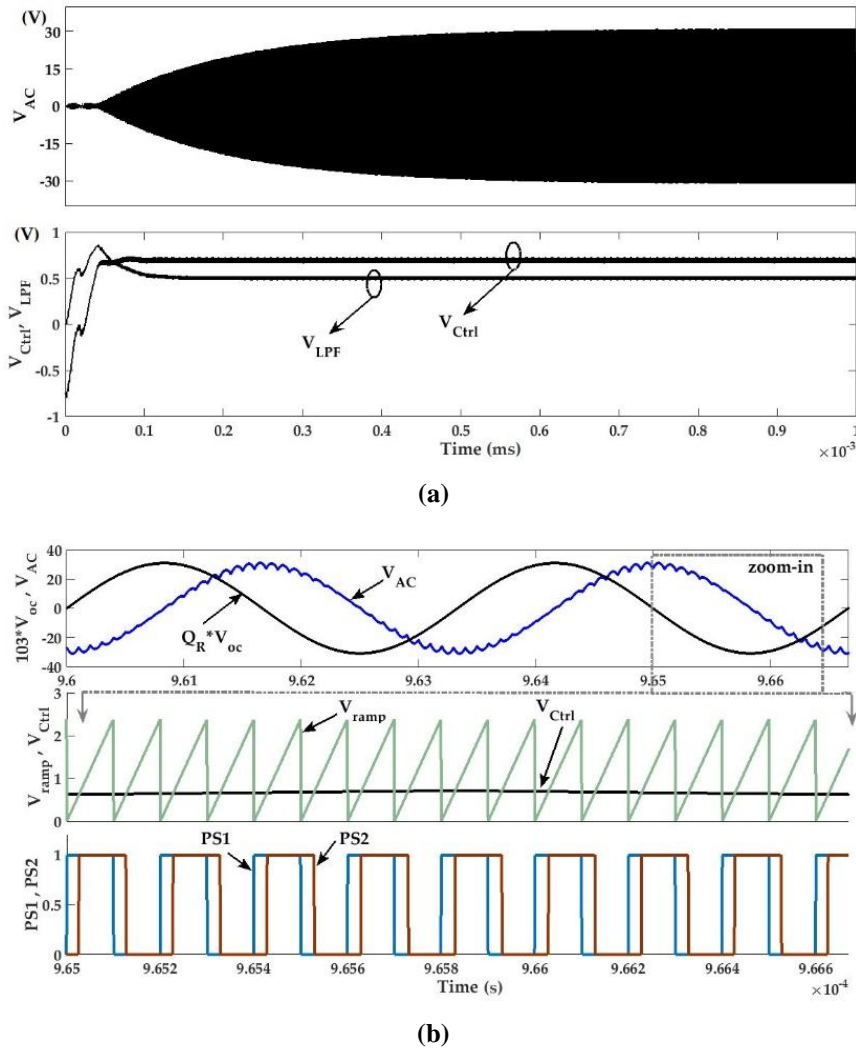 (V)
V_AC
30
15
0
-15
-30
(V)
V_Ctrl, V_LPF
1
0.5
0
-0.5
-1
V_LPF
V_Ctrl
0 0.1 0.2 0.3 0.4 0.5 0.6 0.7 0.8 0.9 1
Time (ms)
×10^-3
(a)
103*V_oc, V_AC
40
20
0
-20
-40
V_AC
Q_R*V_oc
zoom-in
9.6 9.61 9.62 9.63 9.64 9.65 9.66
V_ramp, V_Ctrl
3
2
1
0
V_ramp
V_Ctrl
PS1, PS2
1
0.5
0
PS1
PS2
9.65 9.652 9.654 9.656 9.658 9.66 9.662 9.664 9.666
Time (s)
×10^-4
(b)